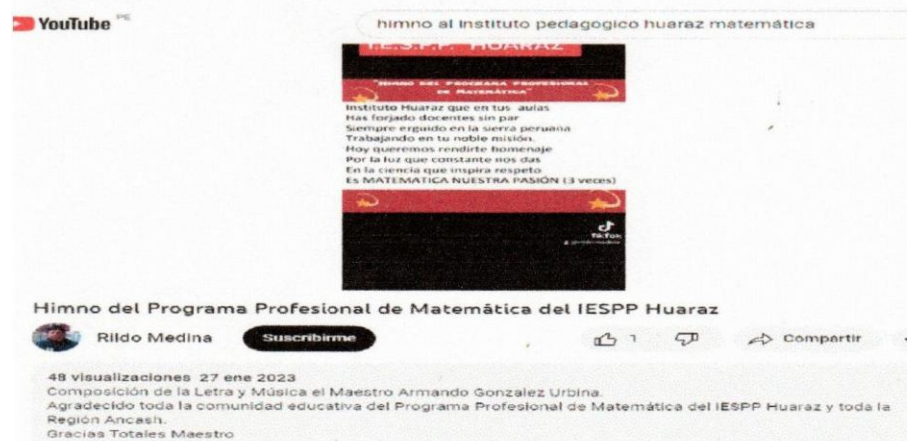 YouTube PE
himno al instituto pedagogico huaraz matemática
I.E.S.P.P. HUARAZ
"HIMNO DEL PROGRAMA PROFESIONAL
DE MATEMÁTICA"
Instituto Huaraz que en tus aulas
Has forjado docentes sin par
Siempre erguido en la sierra peruana
Trabajando en tu noble misión.
Hoy queremos rendirte homenaje
Por la luz que constante nos das
En la ciencia que inspira respeto
Es MATEMATICA NUESTRA PASIÓN (3 veces)
TikTok
Himno del Programa Profesional de Matemática del IESPP Huaraz
Rildo Medina
Suscribirme
1
Compartir
48 visualizaciones 27 ene 2023
Composición de la Letra y Música el Maestro Armando Gonzalez Urbina.
Agradecido toda la comunidad educativa del Programa Profesional de Matemática del IESPP Huaraz y toda la
Región Ancash.
Gracias Totales Maestro